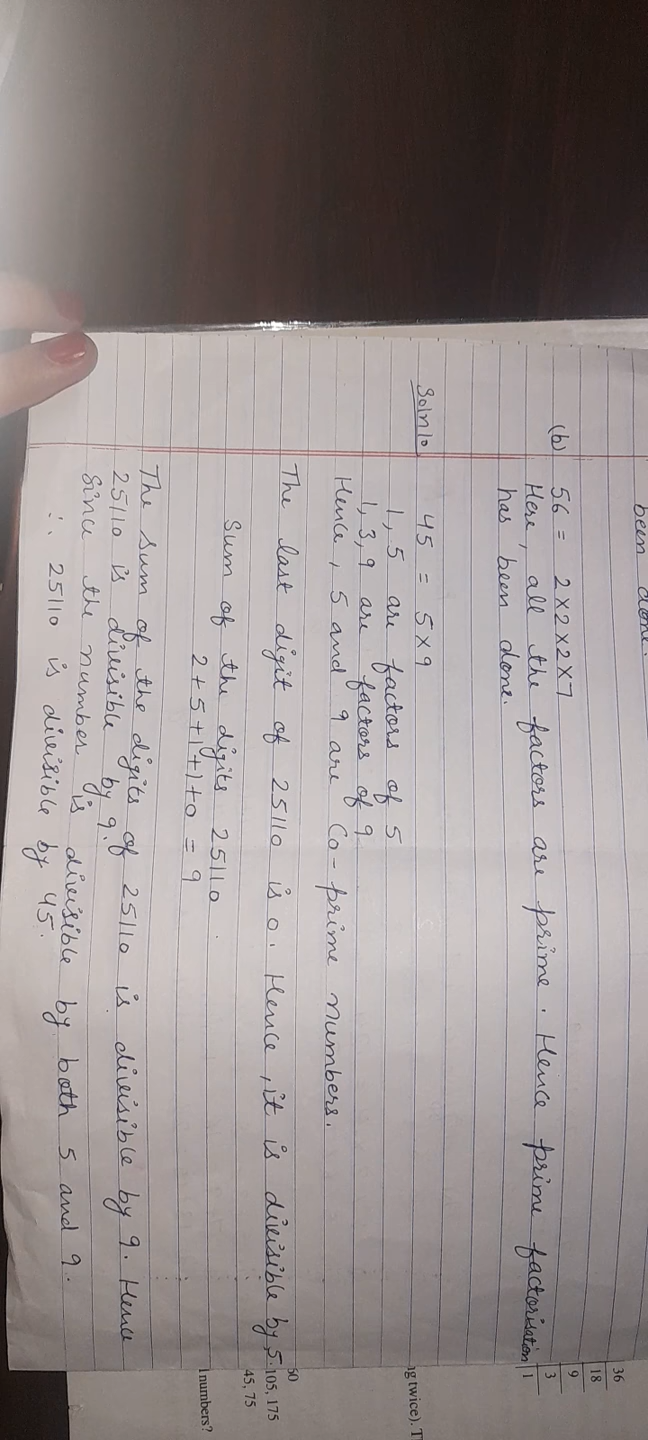 been done.
(b) 56 = 2×2×2×7
Here, all the factors are prime. Hence prime factorisation
has been done.
Soln 10 45 = 5×9
1, 5 are factors of 5
1, 3, 9 are factors of 9
Hence, 5 and 9 are Co-prime numbers.
The last digit of 25110 is 0. Hence, it is divisible by 5.
Sum of the digits 25110.
2+5+1+1+0 = 9
The sum of the digits of 25110 is divisible by 9. Hence
25110 is divisible by 9.
Since the number is divisible by both 5 and 9.
∴ 25110 is divisible by 45.
36
18
9
3
1
ng twice). T
50
105, 175
45, 75
numbers?